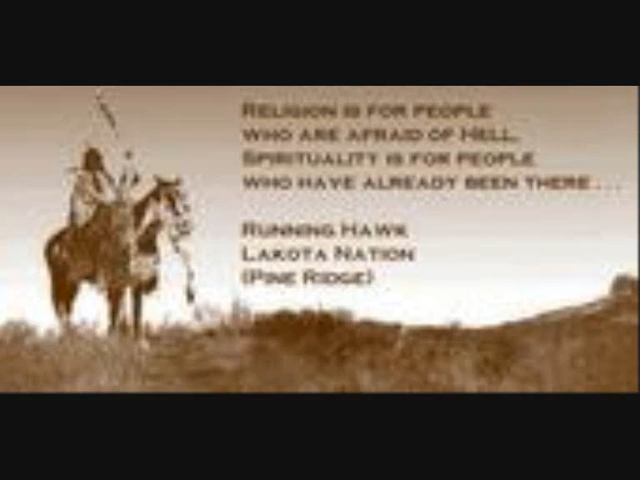 RELIGION IS FOR PEOPLE
WHO ARE AFRAID OF HELL.
SPIRITUALITY IS FOR PEOPLE
WHO HAVE ALREADY BEEN THERE...
RUNNING HAWK
LAKOTA NATION
(PINE RIDGE)